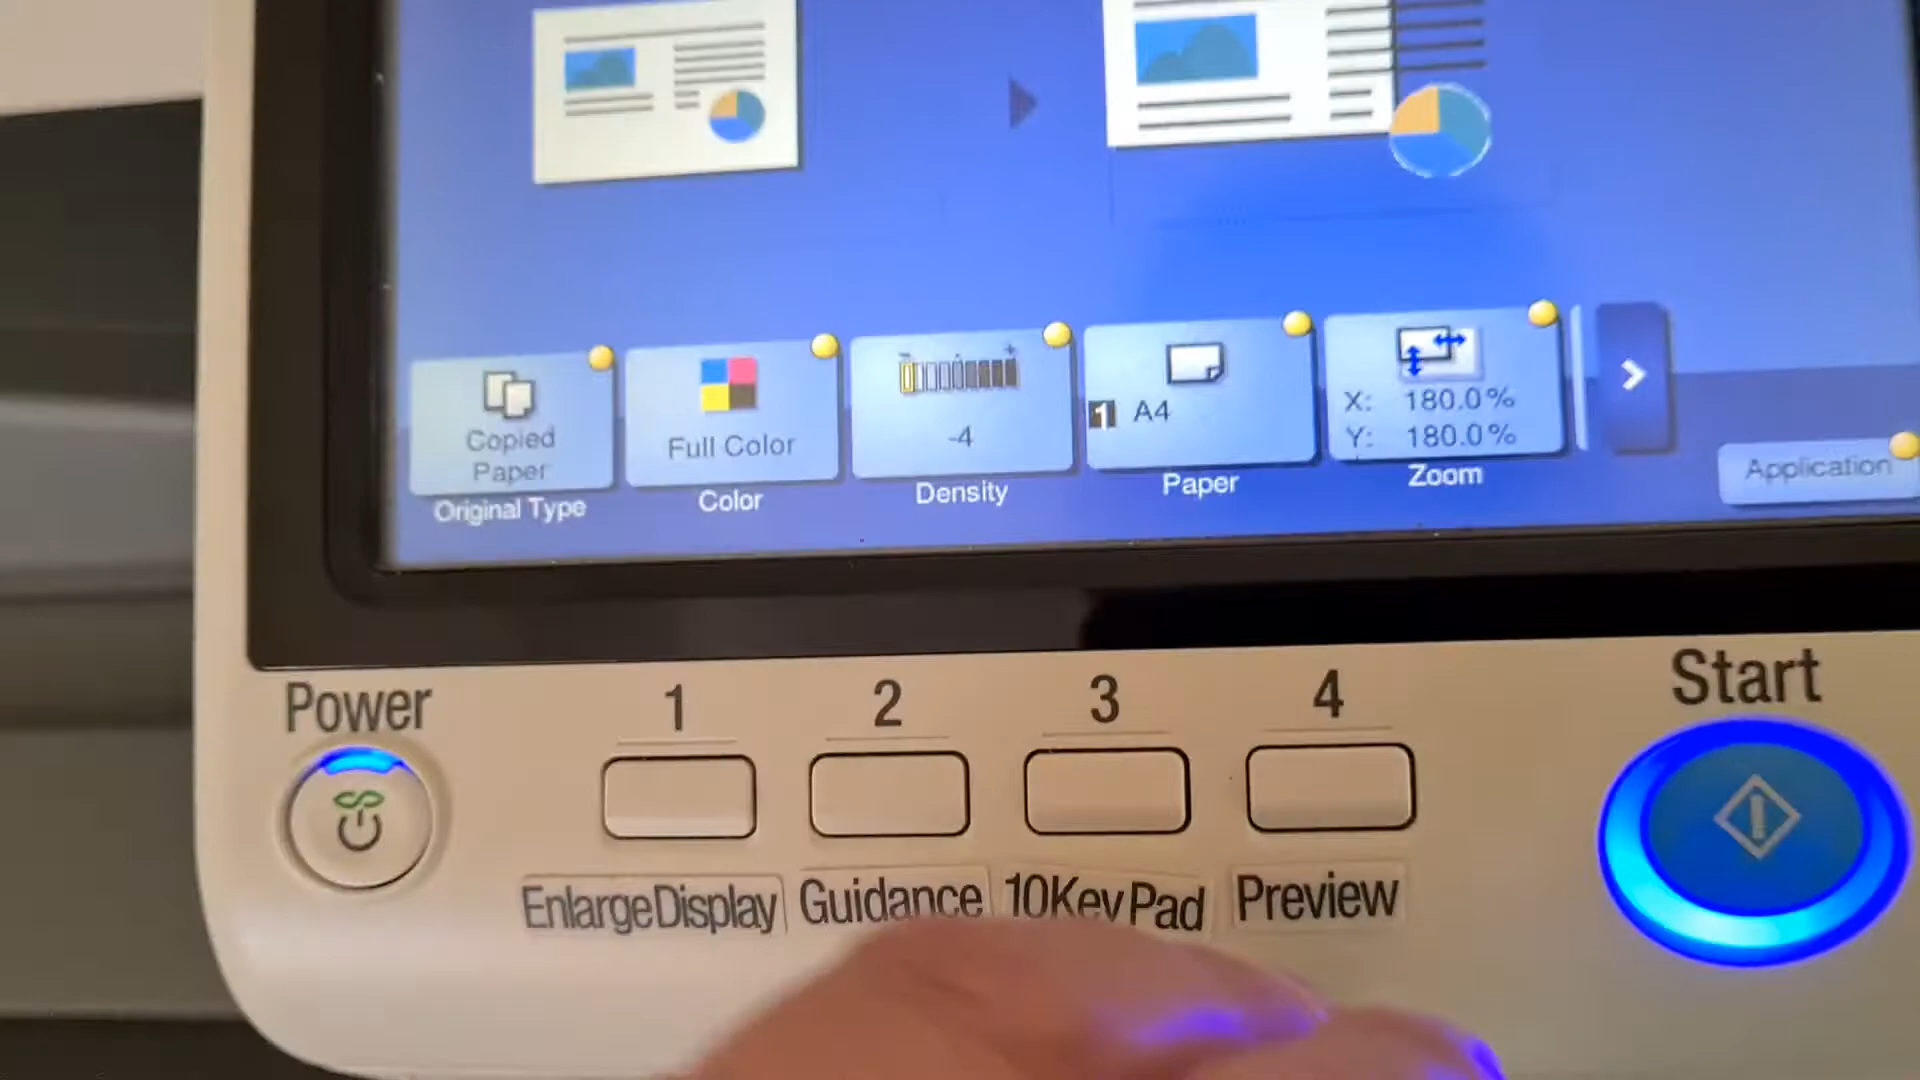 Copied
Paper
Original Type
Full Color
Color
-4
Density
1 A4
Paper
X: 180.0%
Y: 180.0%
Zoom
Application
Power
1
2
3
4
Start
EnlargeDisplay
Guidance
10Key Pad
Preview